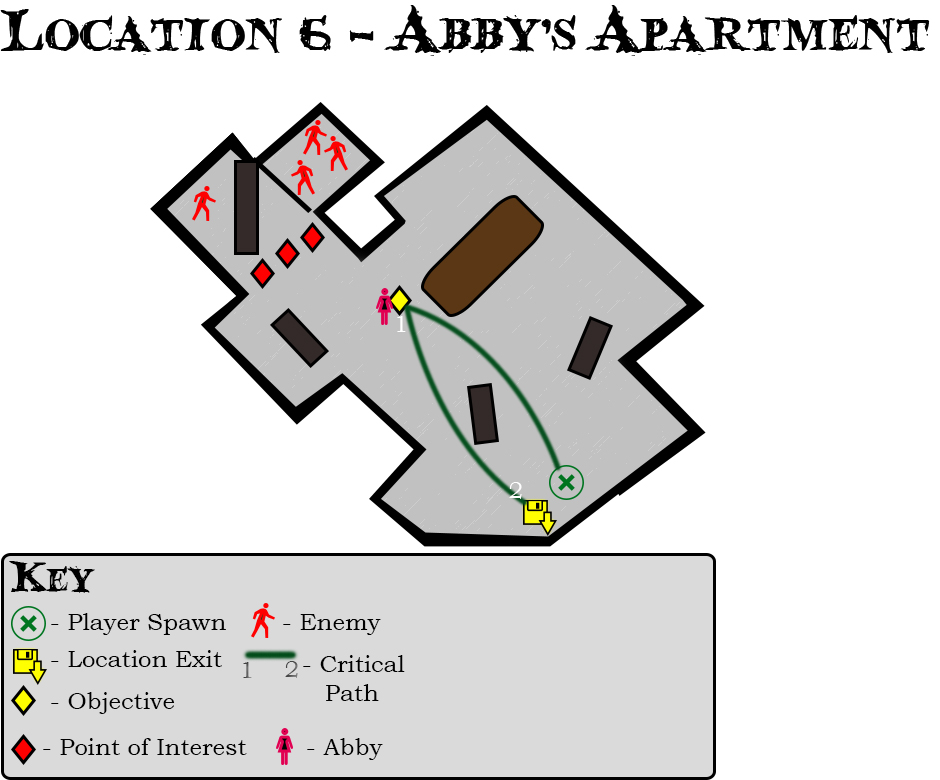 Location 6 - Abby's Apartment
1
2
Key
- Player Spawn
- Enemy
- Location Exit
1 2 - Critical
Path
- Objective
- Point of Interest
- Abby